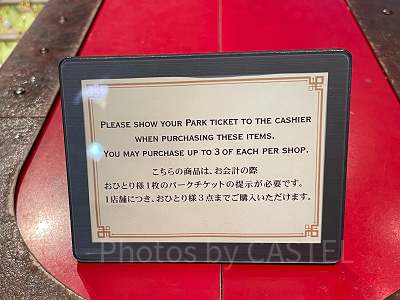 Please show your Park ticket to the cashier
when purchasing these items.
You may purchase up to 3 of each per shop.
こちらの商品は、お会計の際
おひとり様1枚のパークチケットの提示が必要です。
1店舗につき、おひとり様3点までご購入いただけます。
Photos by CASTEL